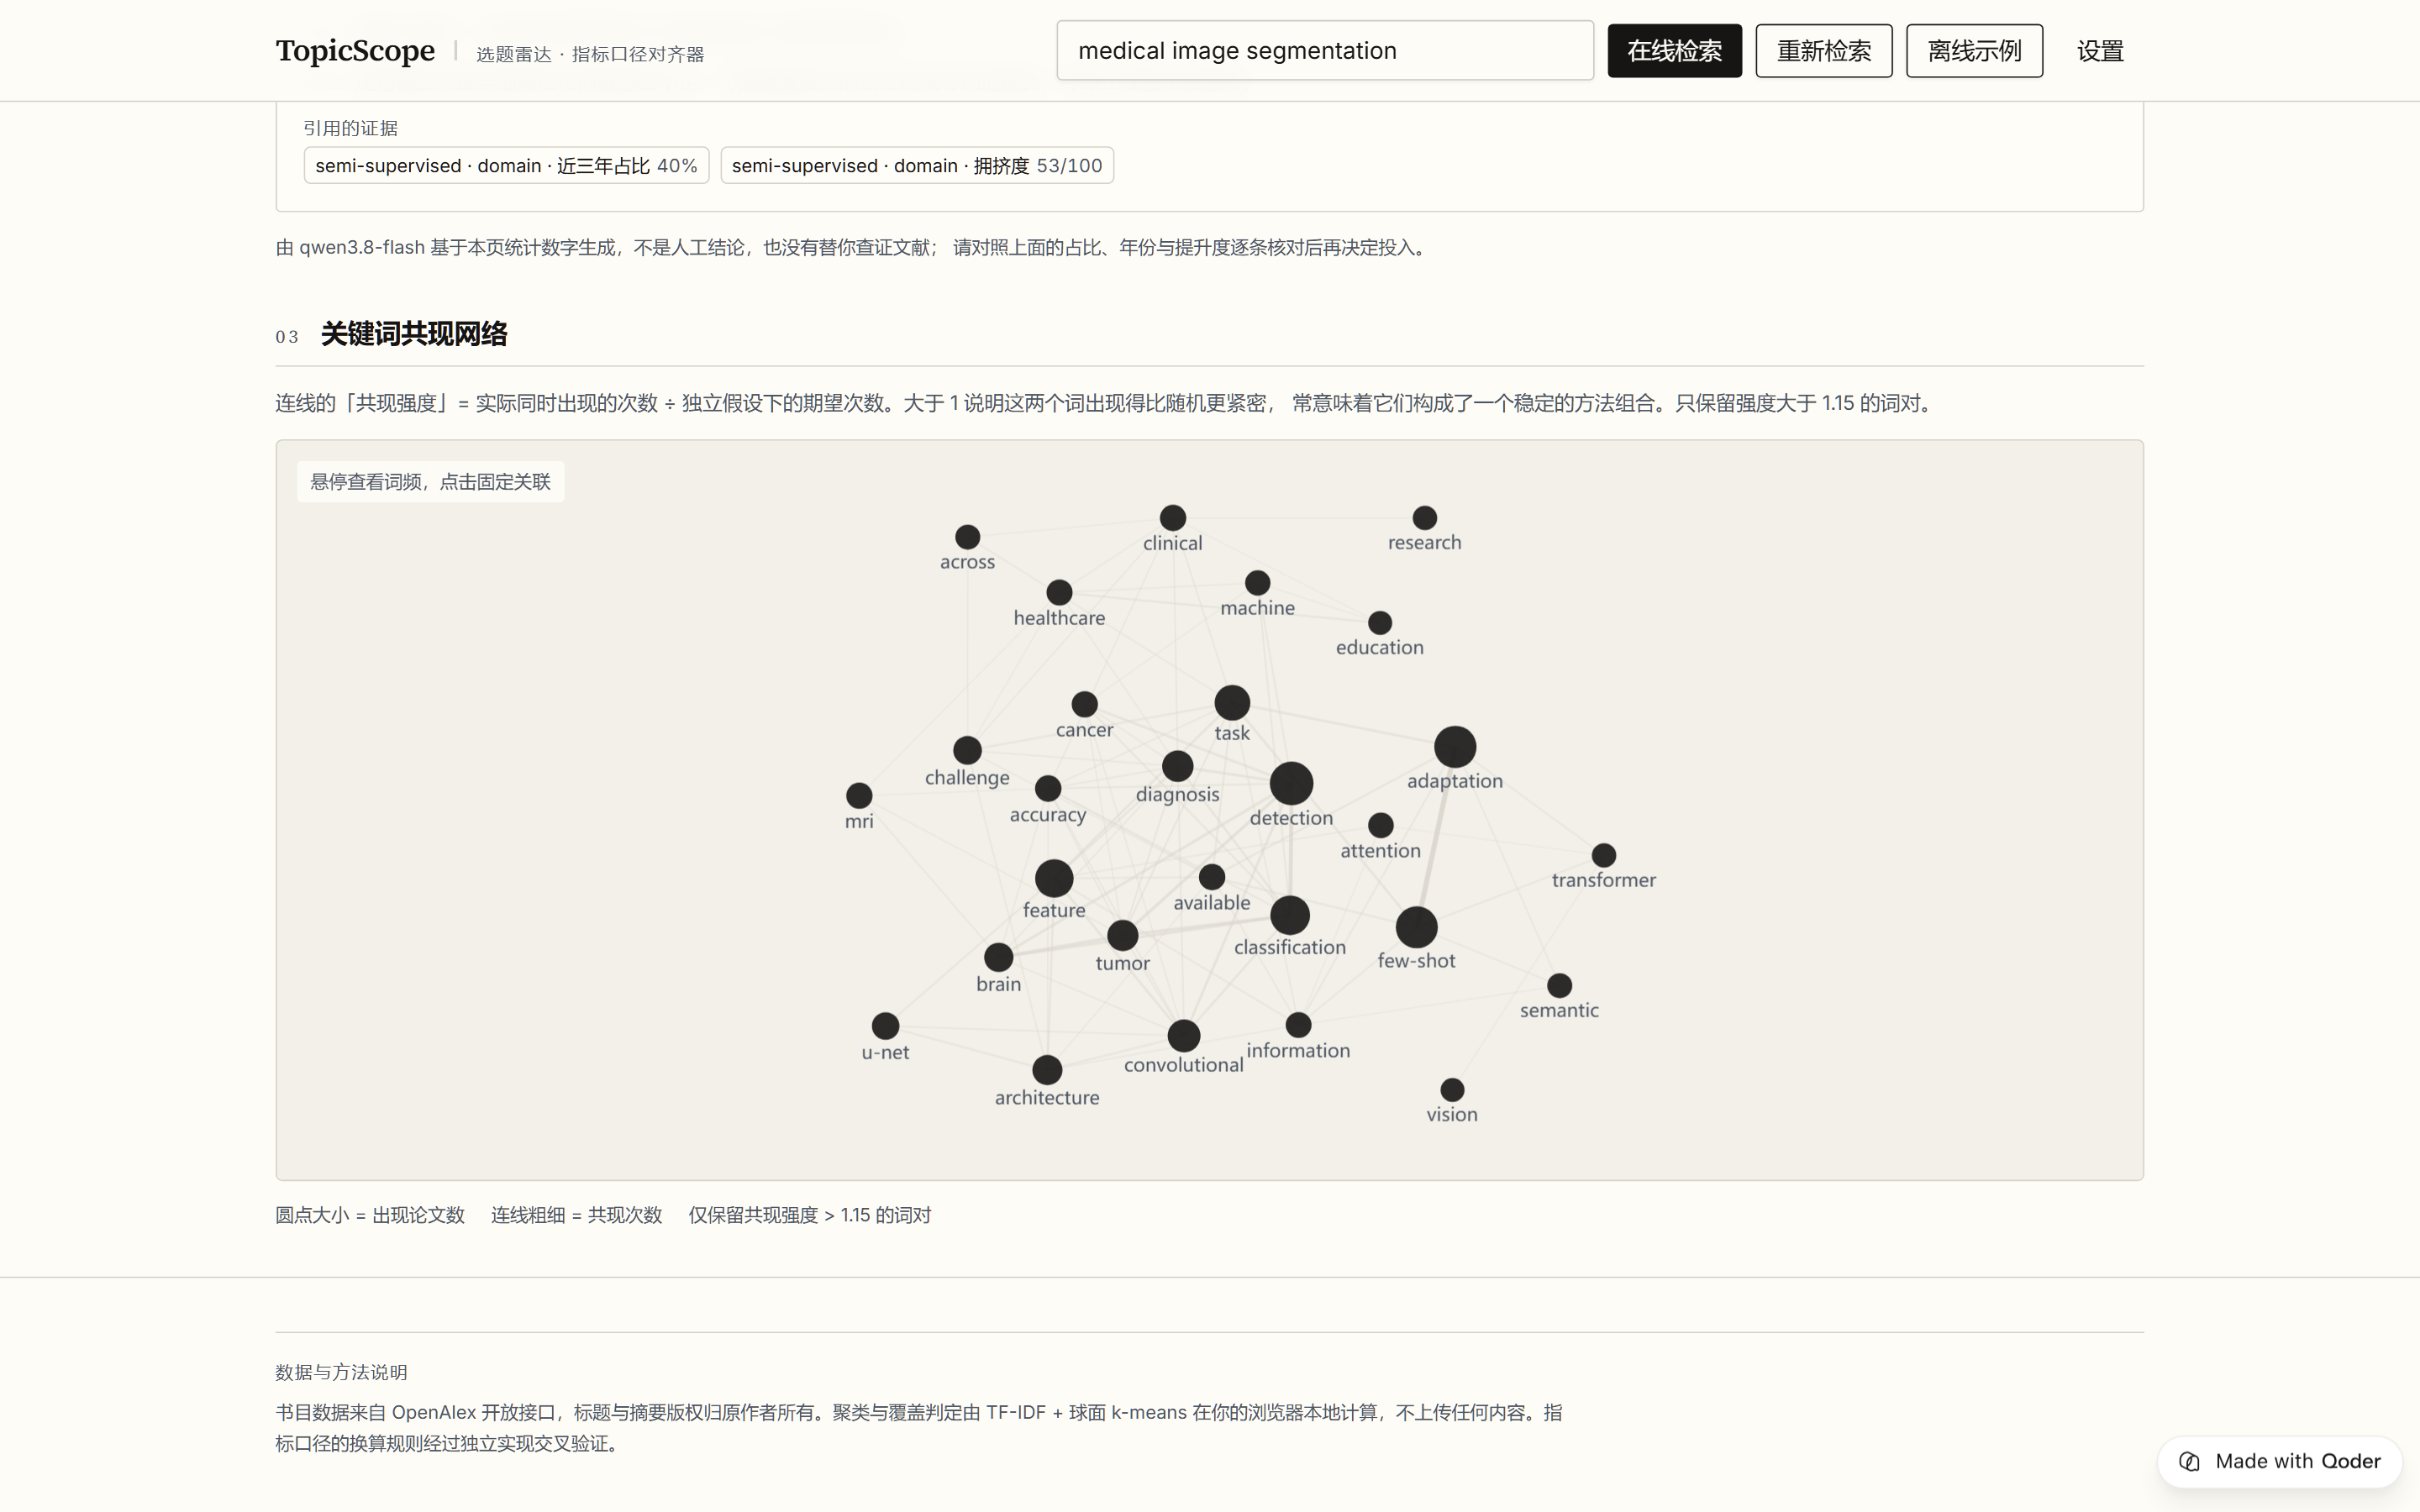 TopicScope
选题雷达 · 指标口径对齐器
medical image segmentation
在线检索
重新检索
离线示例
设置
引用的证据
semi-supervised · domain · 近三年占比 40%
semi-supervised · domain · 拥挤度 53/100
由 qwen3.8-flash 基于本页统计数字生成，不是人工结论，也没有替你查证文献； 请对照上面的占比、年份与提升度逐条核对后再决定投入。
03 关键词共现网络
连线的「共现强度」= 实际同时出现的次数 ÷ 独立假设下的期望次数。大于 1 说明这两个词出现得比随机更紧密， 常意味着它们构成了一个稳定的方法组合。只保留强度大于 1.15 的词对。
悬停查看词频，点击固定关联
across
clinical
research
healthcare
machine
education
cancer
task
challenge
diagnosis
adaptation
mri
accuracy
detection
attention
transformer
feature
available
classification
few-shot
brain
tumor
semantic
u-net
convolutional
information
architecture
vision
圆点大小 = 出现论文数
连线粗细 = 共现次数
仅保留共现强度 > 1.15 的词对
数据与方法说明
书目数据来自 OpenAlex 开放接口，标题与摘要版权归原作者所有。聚类与覆盖判定由 TF-IDF + 球面 k-means 在你的浏览器本地计算，不上传任何内容。指
标口径的换算规则经过独立实现交叉验证。
Made with Qoder